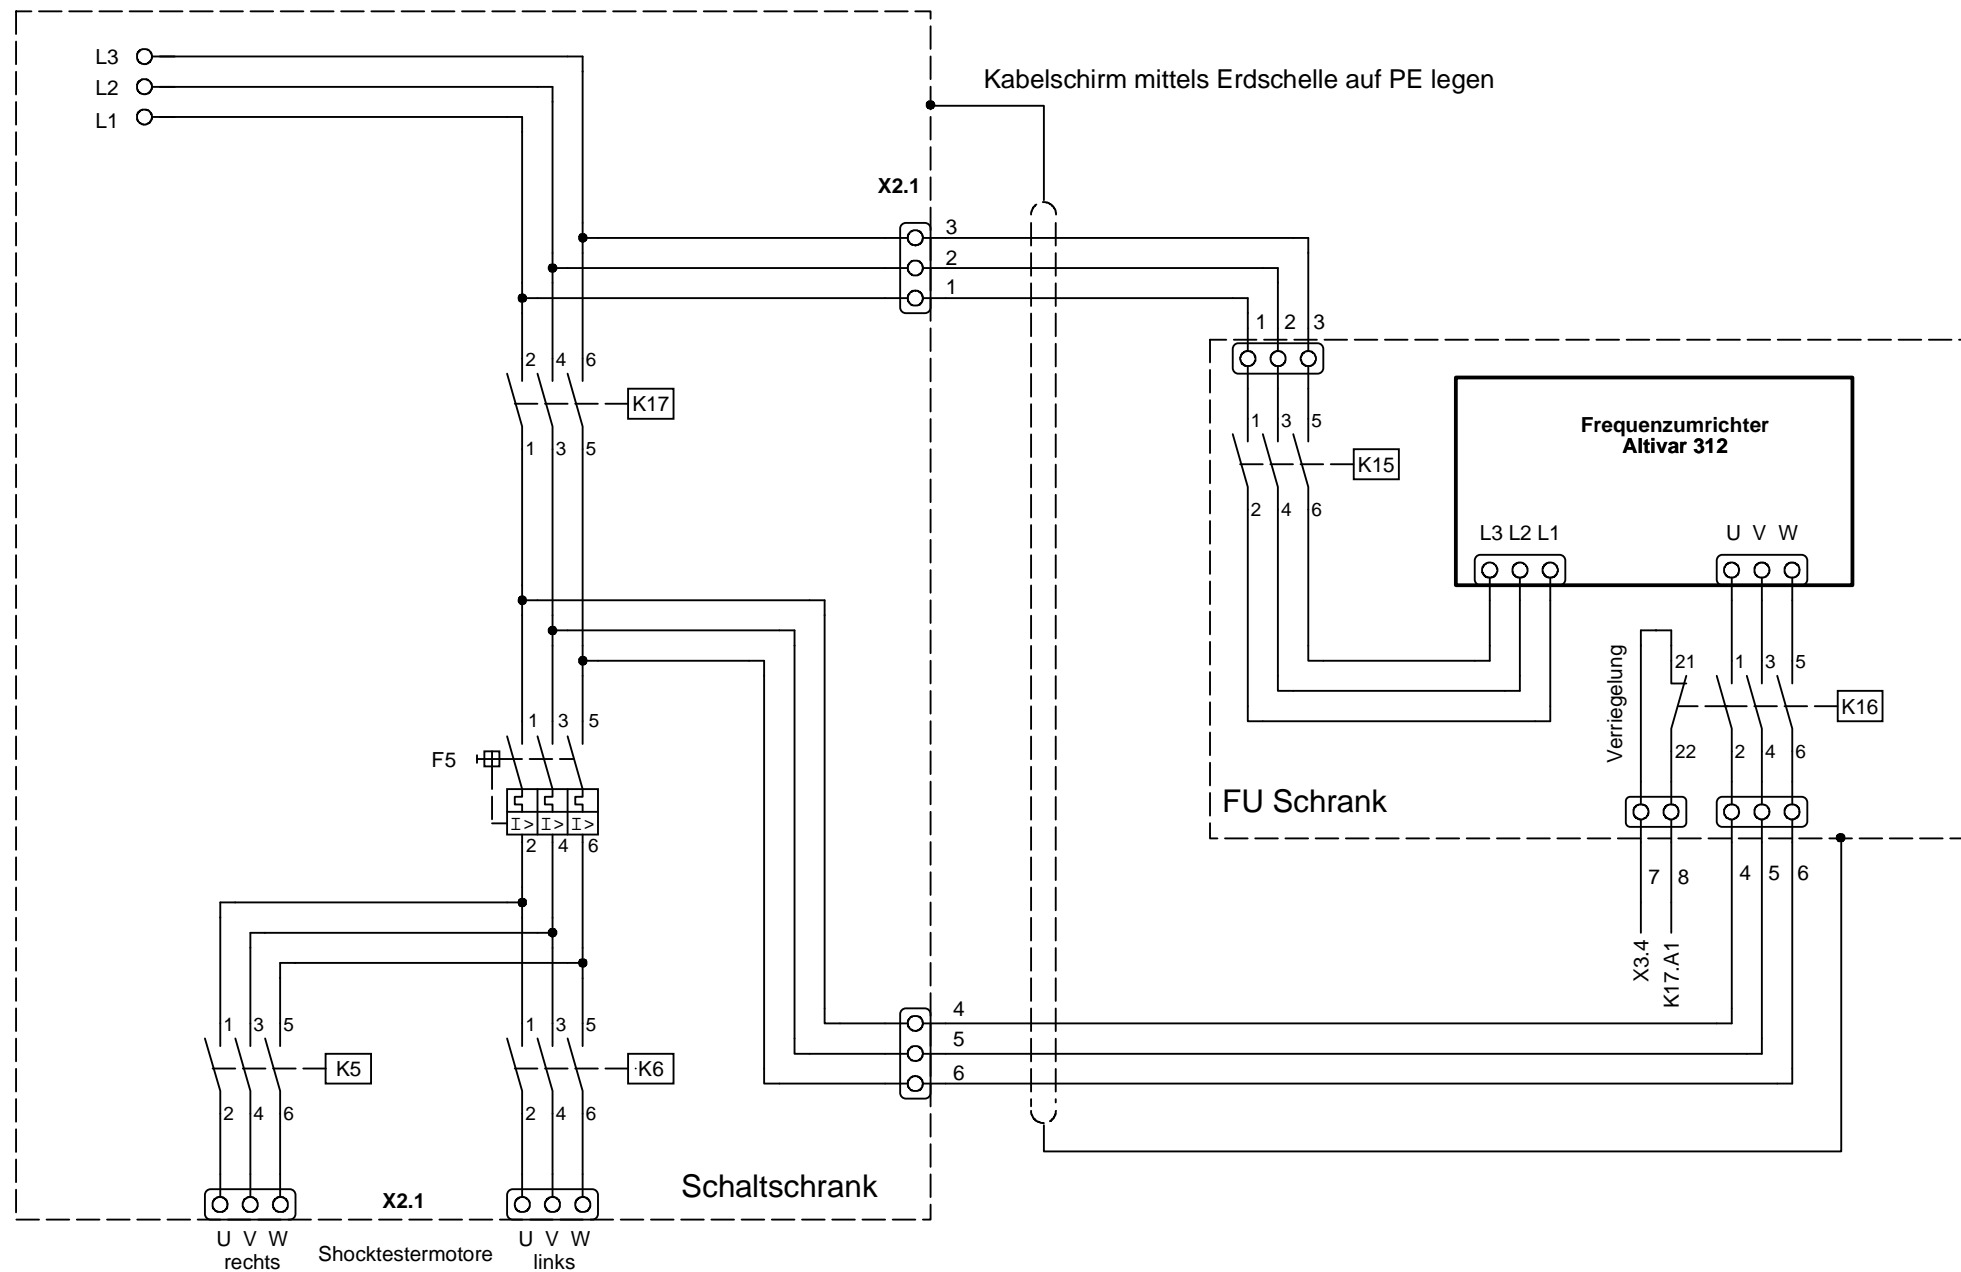 L3
L2
L1
Kabelschirm mittels Erdschelle auf PE legen
X2.1
3
2
1
1 2 3
2 4 6
K17
1 3 5
1 3 5
K15
2 4 6
Frequenzumrichter
Altivar 312
L3 L2 L1
U V W
Verriegelung
21
22
1 3 5
K16
2 4 6
FU Schrank
7 8
4 5 6
X3.4
K17.A1
1 3 5
F5
I> I> I>
2 4 6
4
5
6
1 3 5
K5
2 4 6
1 3 5
K6
2 4 6
Schaltschrank
X2.1
U V W
rechts
Shocktestermotore
U V W
links